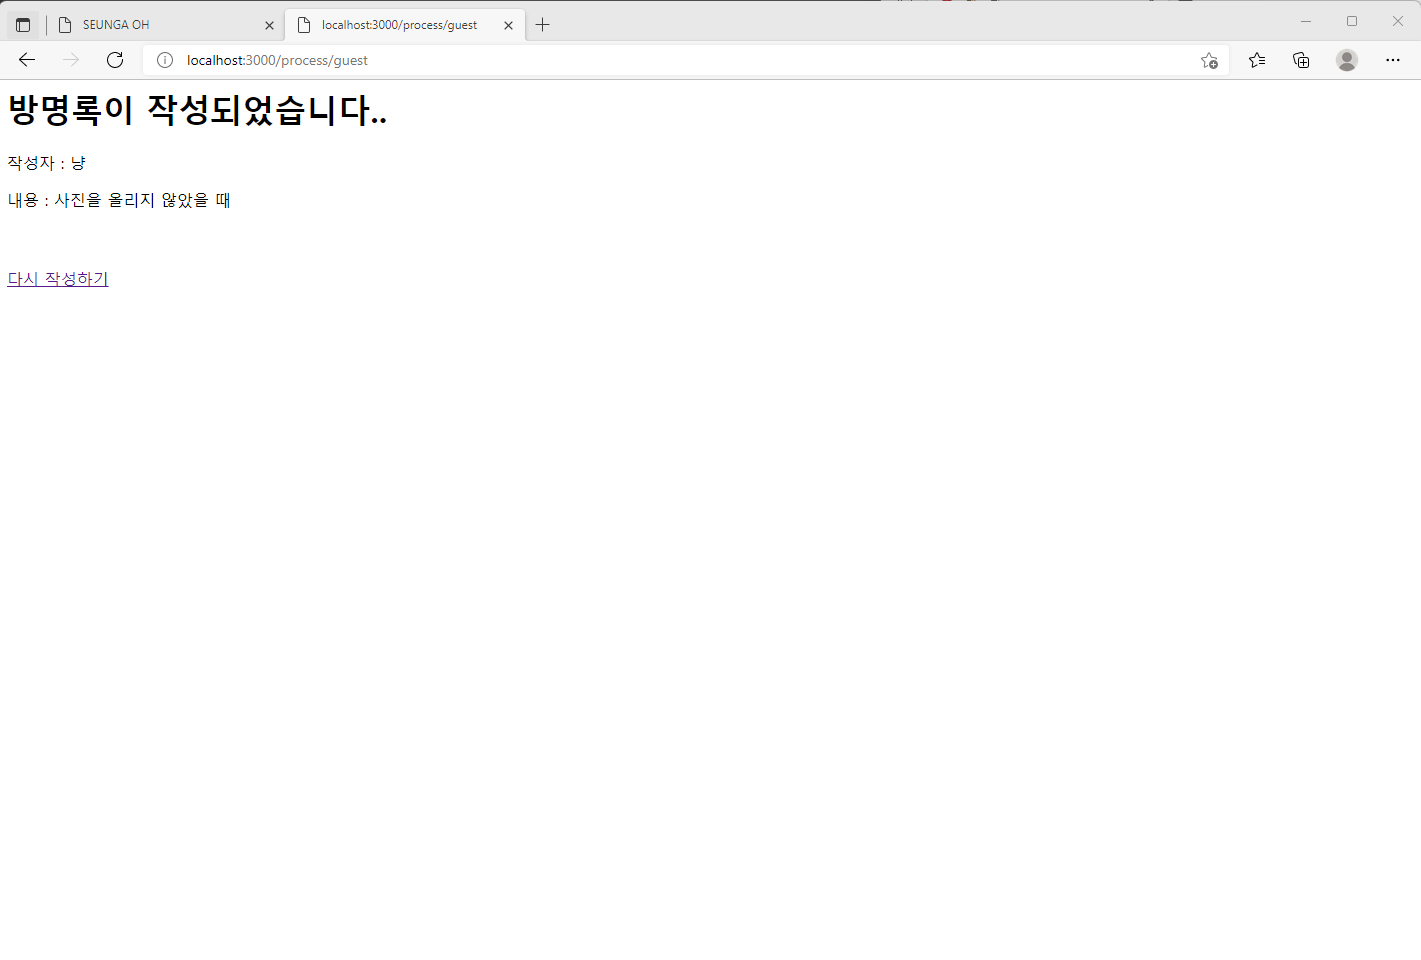 SEUNGA OH
localhost:3000/process/guest
localhost:3000/process/guest
방명록이 작성되었습니다..
작성자 : 냥
내용 : 사진을 올리지 않았을 때
다시 작성하기